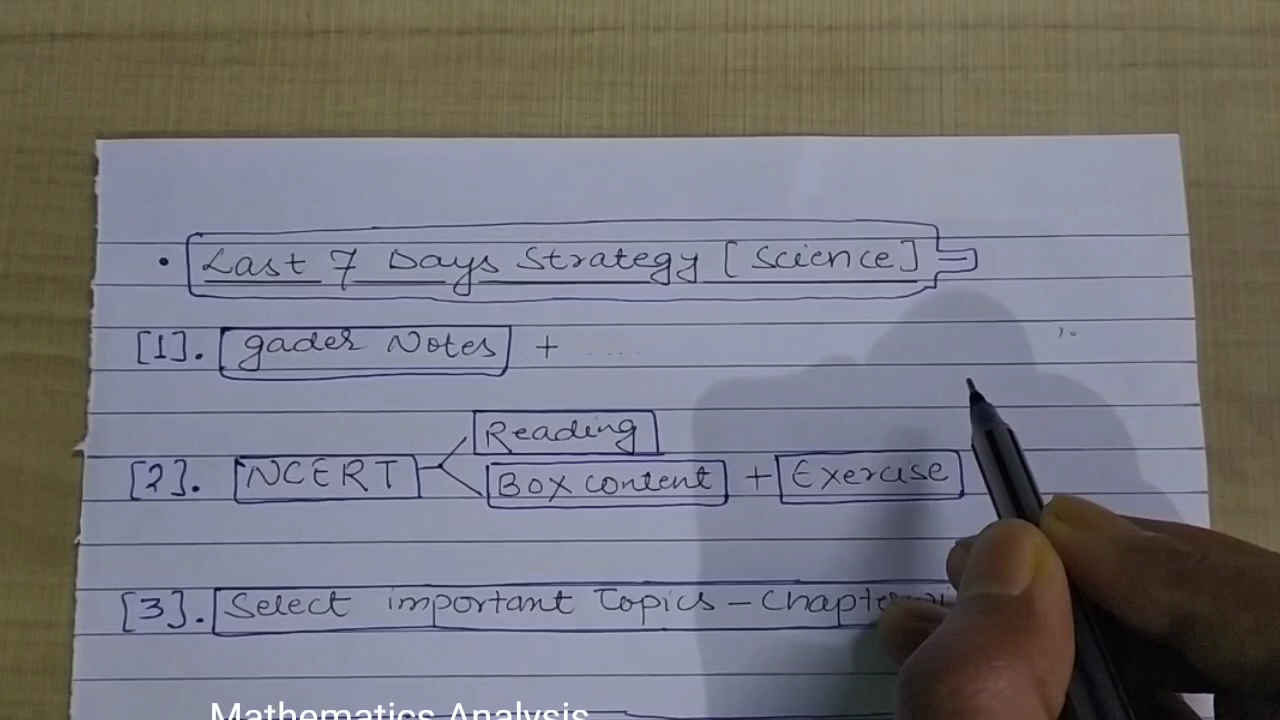 • Last 7 Days Strategy [Science]
[1]. gader Notes +
Reading
[2]. NCERT Box content + Exercise
[3]. Select important Topics - Chapter
Mathematics Analysis